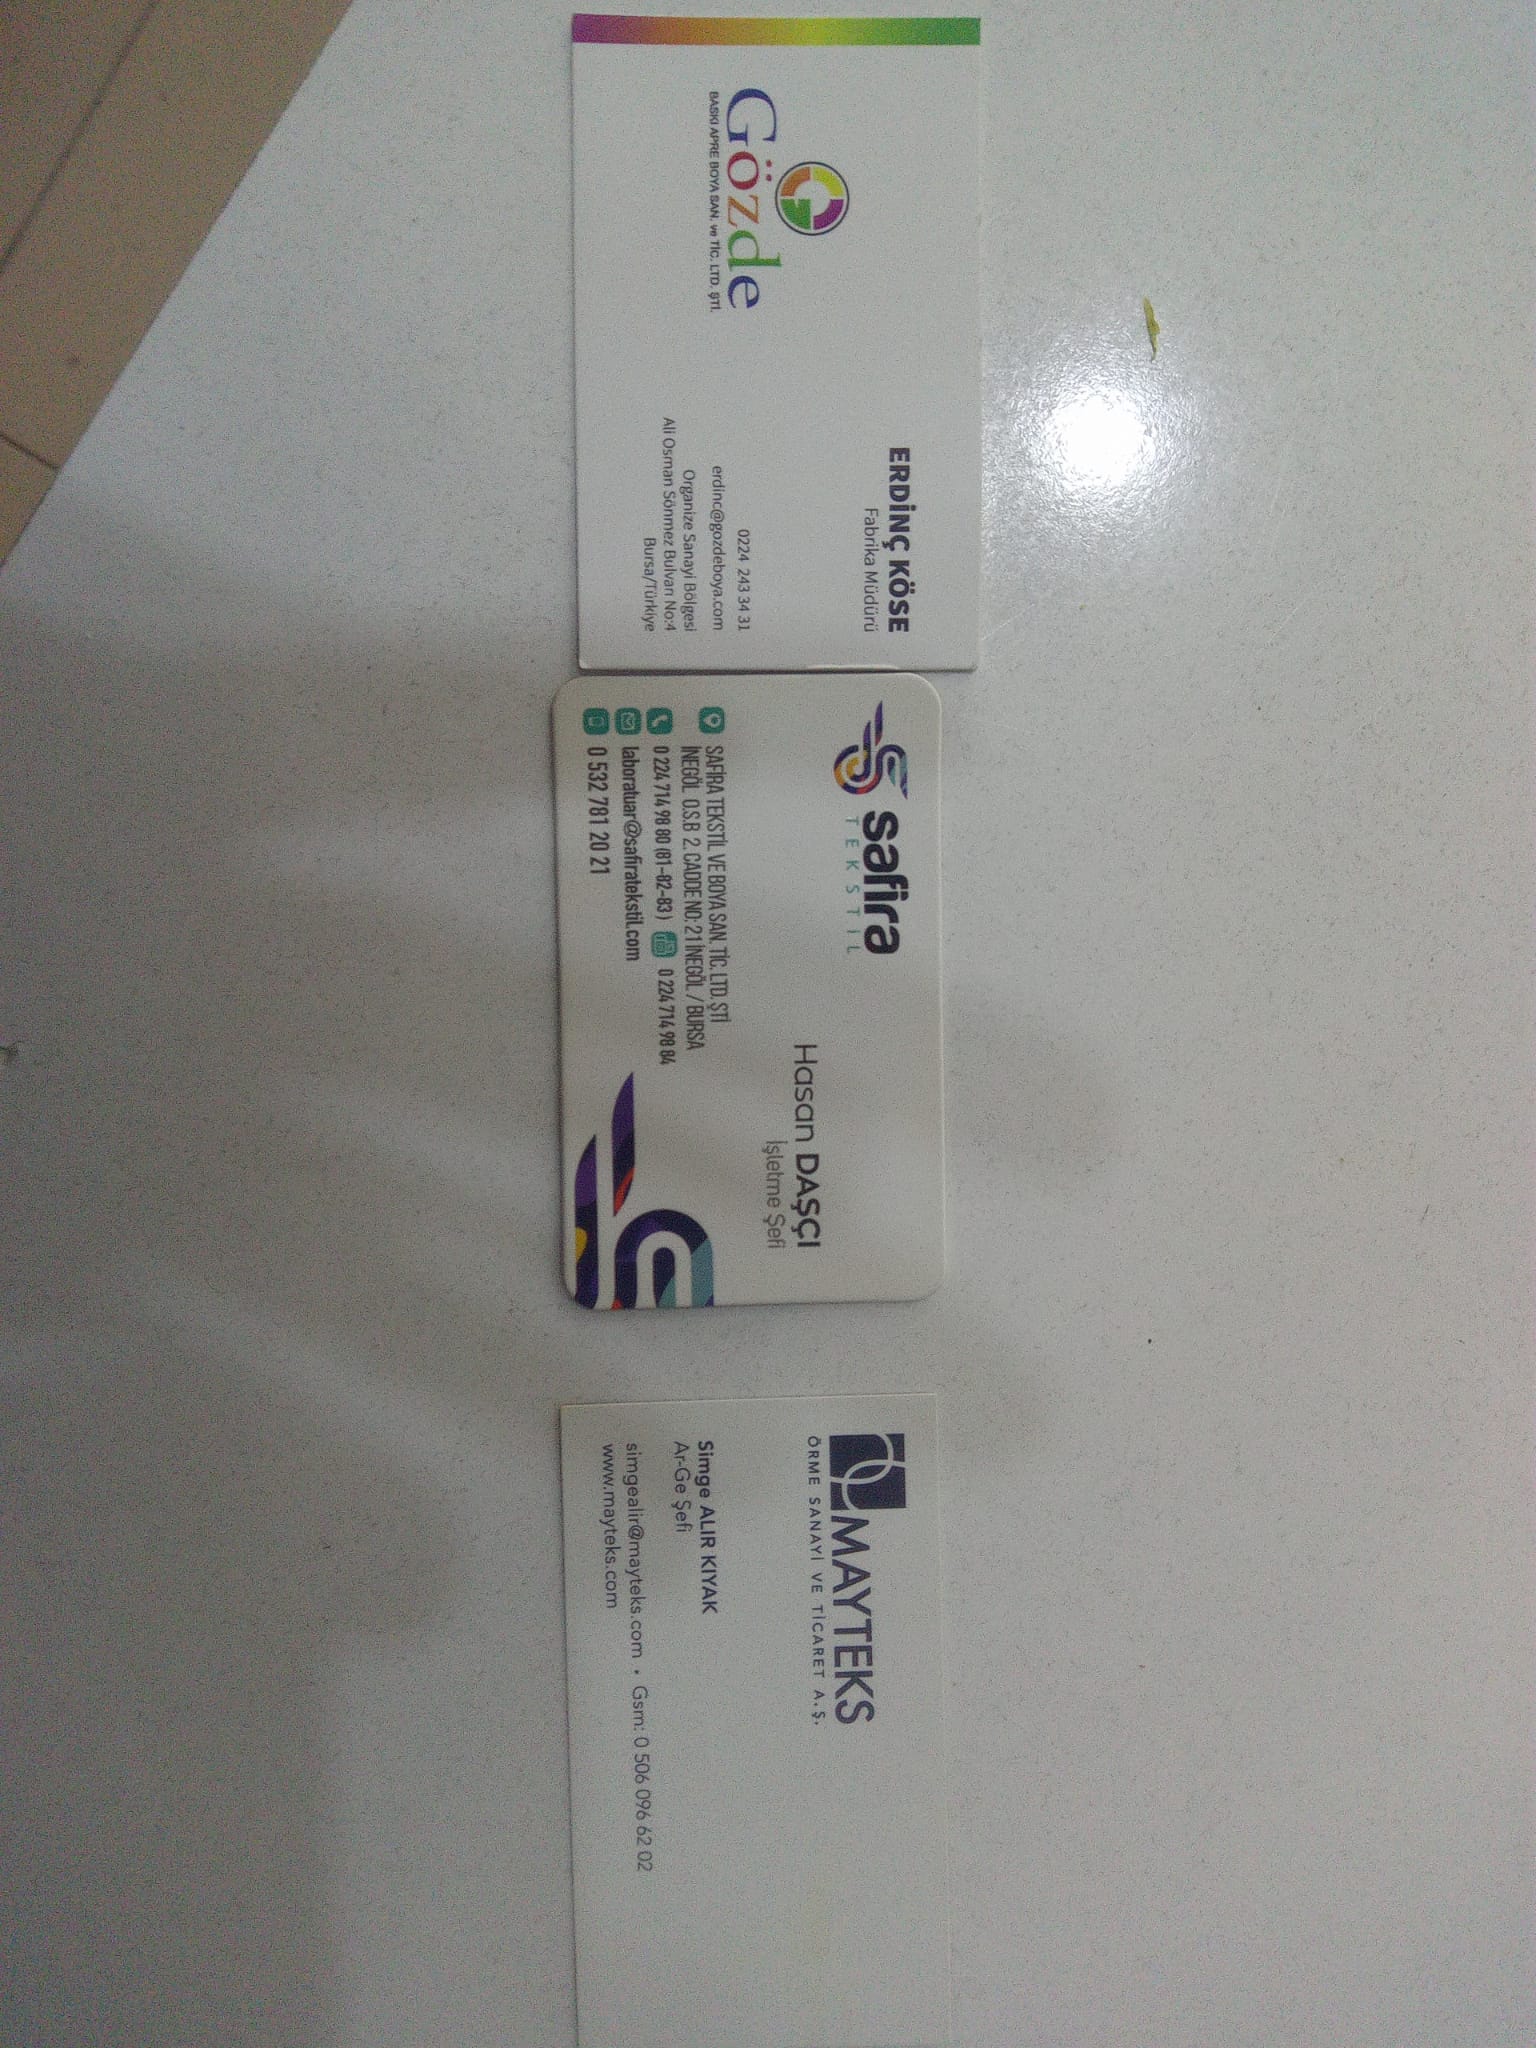 ERDİNÇ KÖSE
Fabrika Müdürü
Gözde
BASKI APRE BOYA SAN. ve TİC. LTD. ŞTİ.
0224 243 34 31
erdinc@gozdeboya.com
Organize Sanayi Bölgesi
Ali Osman Sönmez Bulvarı No:4
Bursa/Türkiye
safira
TEKSTİL
Hasan DAŞÇI
İşletme Şefi
SAFİRA TEKSTİL VE BOYA SAN. TİC. LTD. ŞTİ
İNEGÖL O.S.B 2. CADDE NO: 21 İNEGÖL / BURSA
0 224 714 98 80 (81-82-83) 0 224 714 98 84
laboratuar@safiratekstil.com
0 532 781 20 21
MAYTEKS
ÖRME SANAYİ VE TİCARET A.Ş.
Simge ALIR KIYAK
Ar-Ge Şefi
simgealir@mayteks.com • Gsm: 0 506 096 62 02
www.mayteks.com